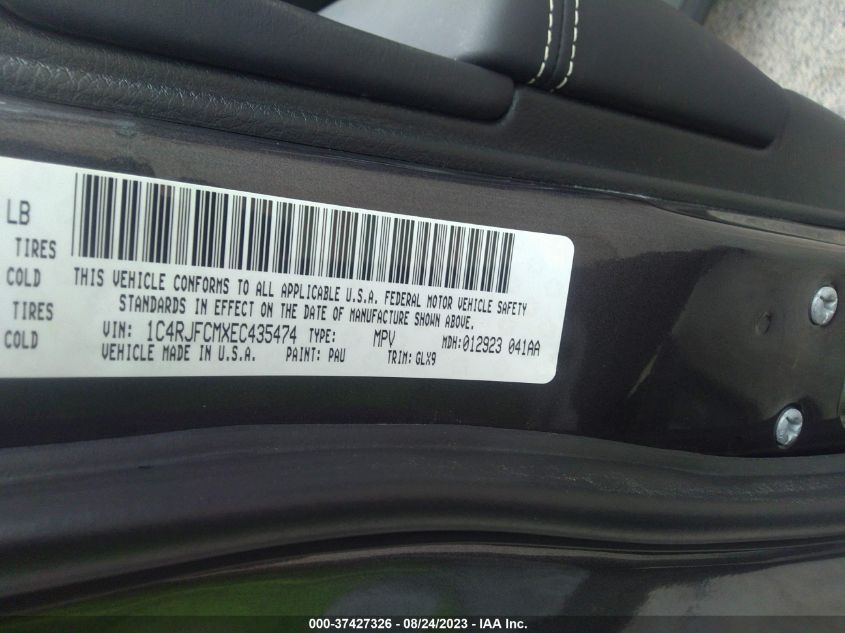 LB
TIRES
COLD
TIRES
COLD
THIS VEHICLE CONFORMS TO ALL APPLICABLE U.S.A. FEDERAL MOTOR VEHICLE SAFETY
STANDARDS IN EFFECT ON THE DATE OF MANUFACTURE SHOWN ABOVE.
VIN: 1C4RJFCMXEC435474 TYPE: MPV MDH:012923 041AA
VEHICLE MADE IN U.S.A. PAINT: PAU TRIM: GLX9
000-37427326 / 08/24/2023 - IAA Inc.